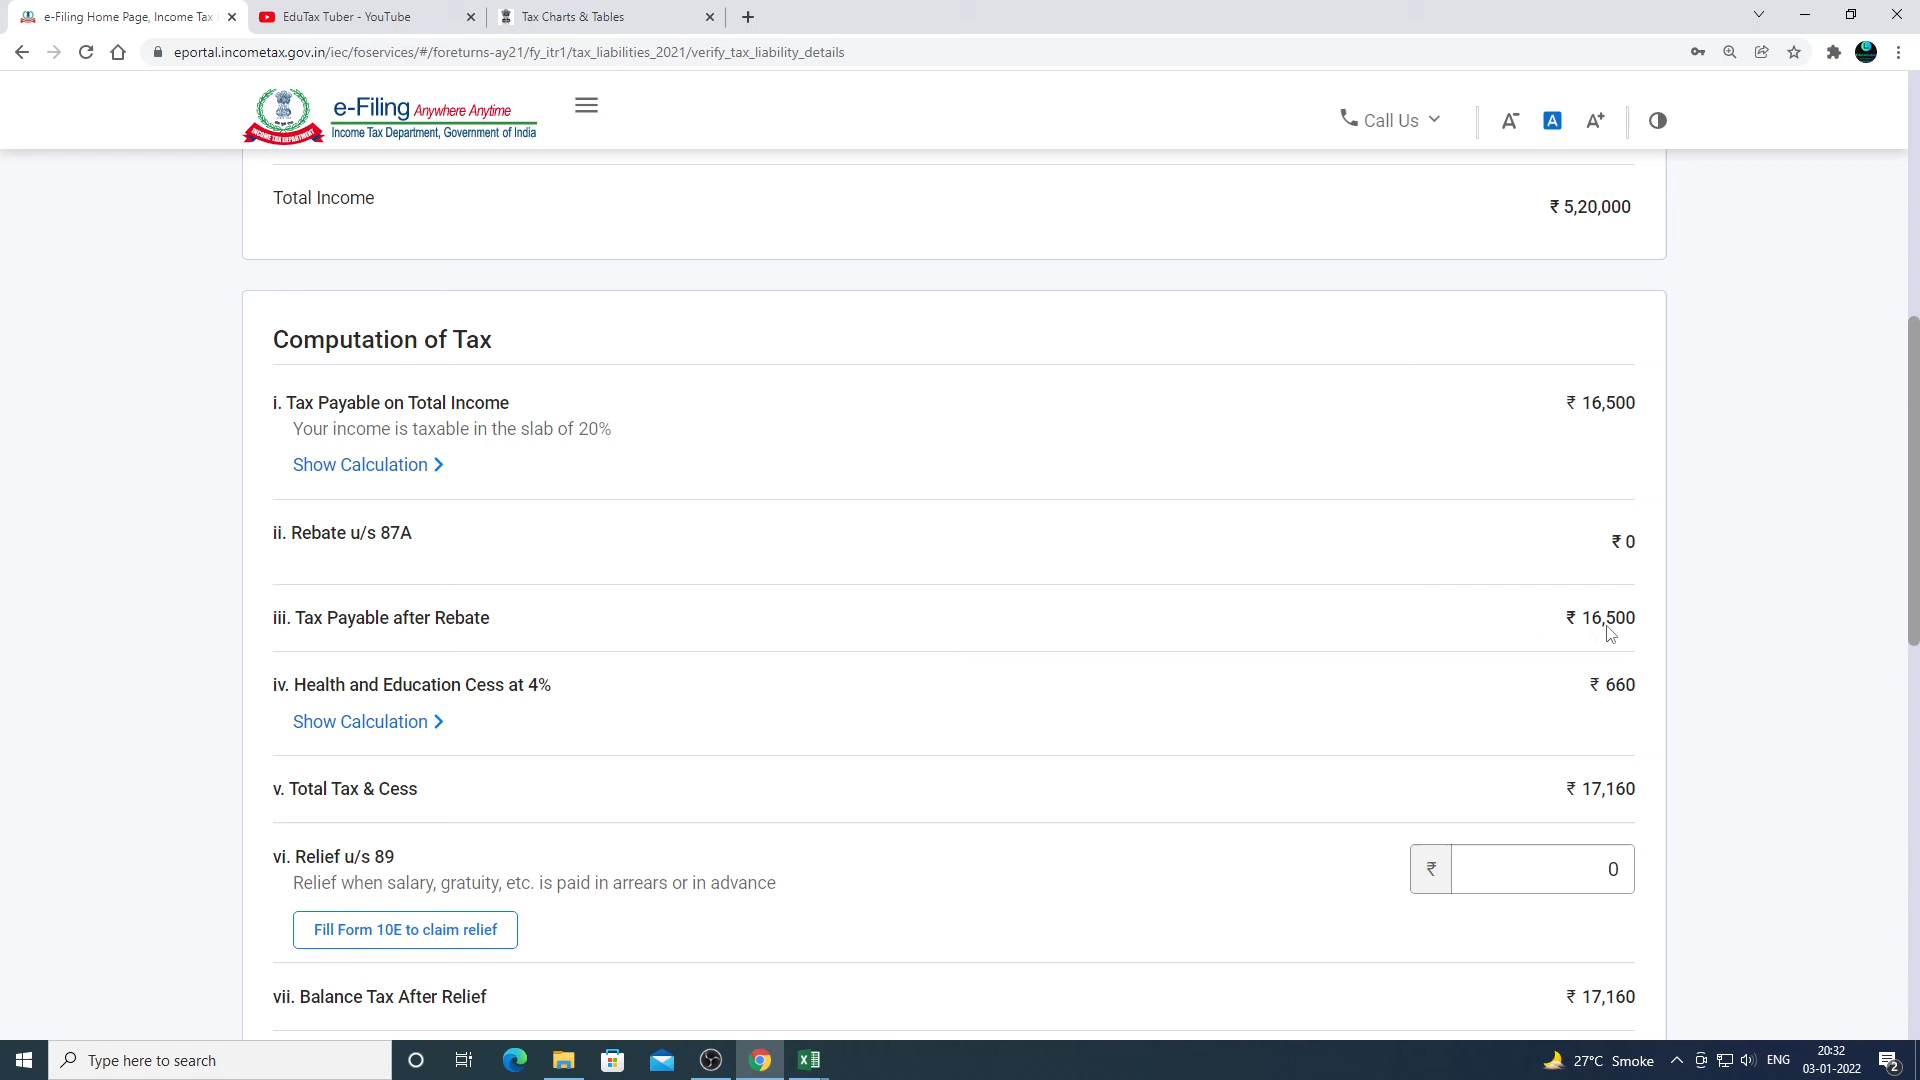 e-Filing Home Page, Income Tax
EduTax Tuber - YouTube
Tax Charts & Tables
eportal.incometax.gov.in/iec/foservices/#/foreturns-ay21/fy_itr1/tax_liabilities_2021/verify_tax_liability_details
e-Filing Anywhere Anytime
Income Tax Department, Government of India
INCOME TAX DEPARTMENT
Call Us
A-
A
A+
Total Income
₹ 5,20,000
Computation of Tax
i. Tax Payable on Total Income
₹ 16,500
Your income is taxable in the slab of 20%
Show Calculation
ii. Rebate u/s 87A
₹ 0
iii. Tax Payable after Rebate
₹ 16,500
iv. Health and Education Cess at 4%
₹ 660
Show Calculation
v. Total Tax & Cess
₹ 17,160
vi. Relief u/s 89
₹ 0
Relief when salary, gratuity, etc. is paid in arrears or in advance
Fill Form 10E to claim relief
vii. Balance Tax After Relief
₹ 17,160
Type here to search
27°C Smoke
ENG
20:32
03-01-2022
2